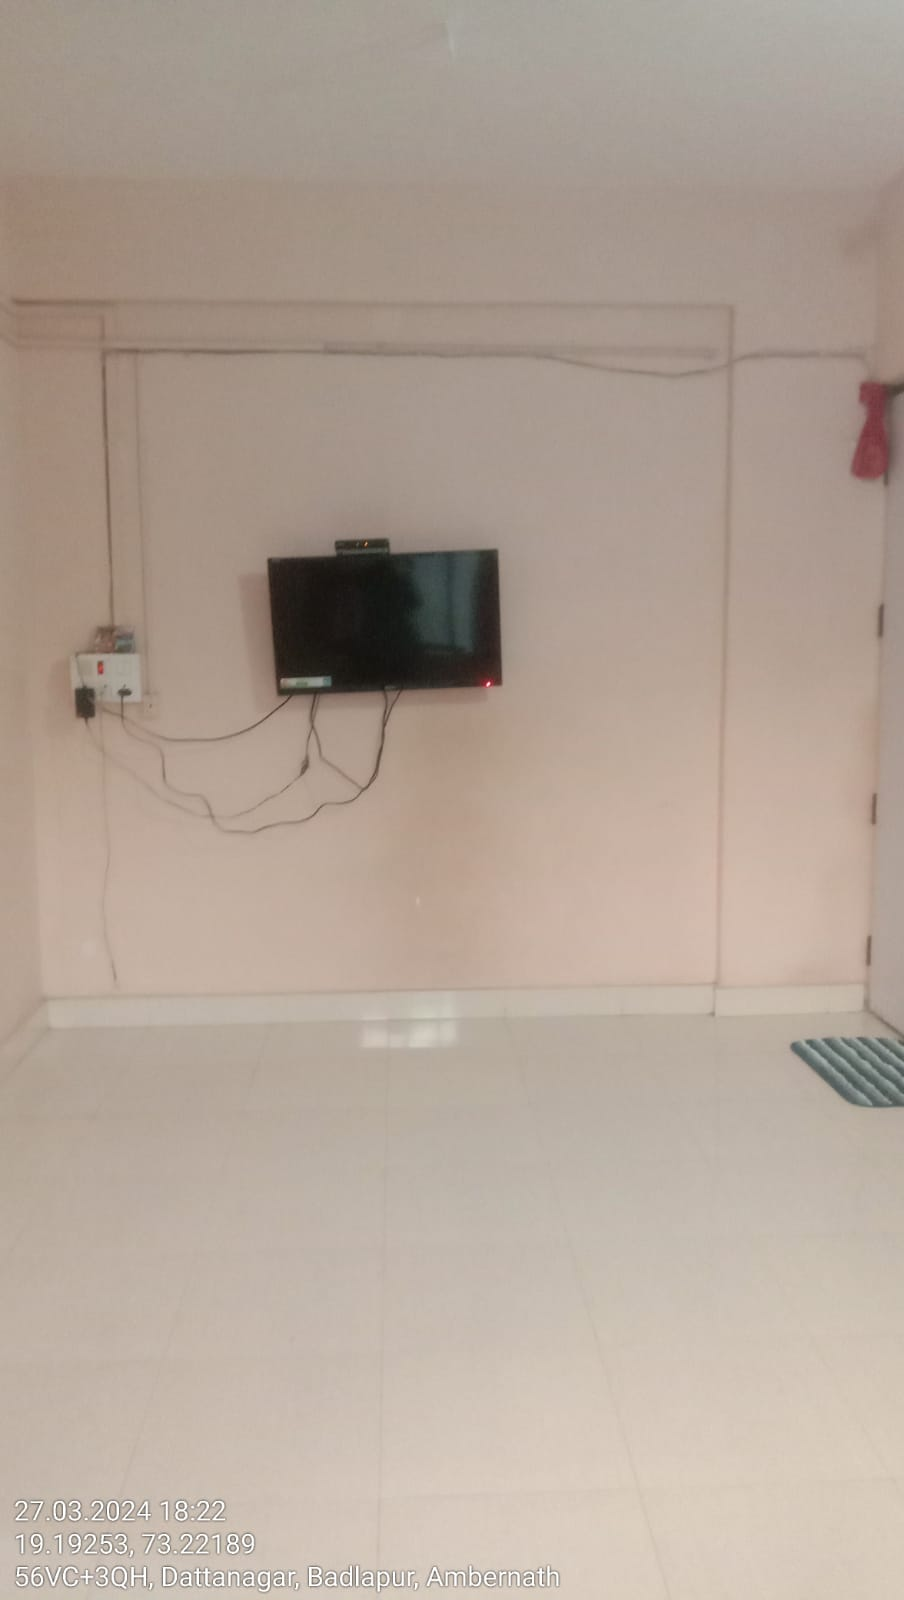 27.03.2024 18:22
19.19253, 73.22189
56VC+3QH, Dattanagar, Badlapur, Ambernath